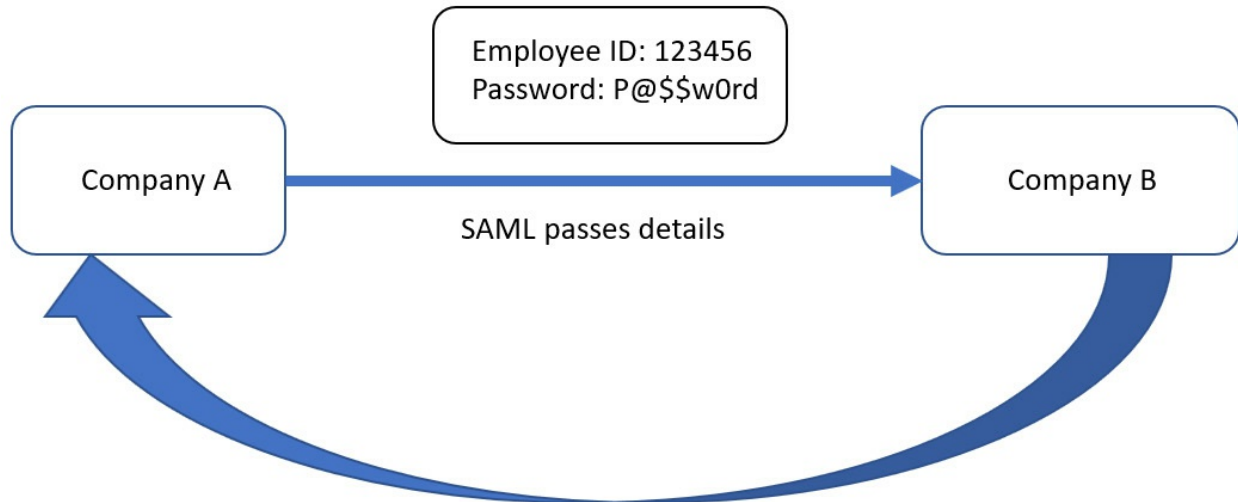 Employee ID: 123456
Password: P@$$w0rd
Company A
Company B
SAML passes details